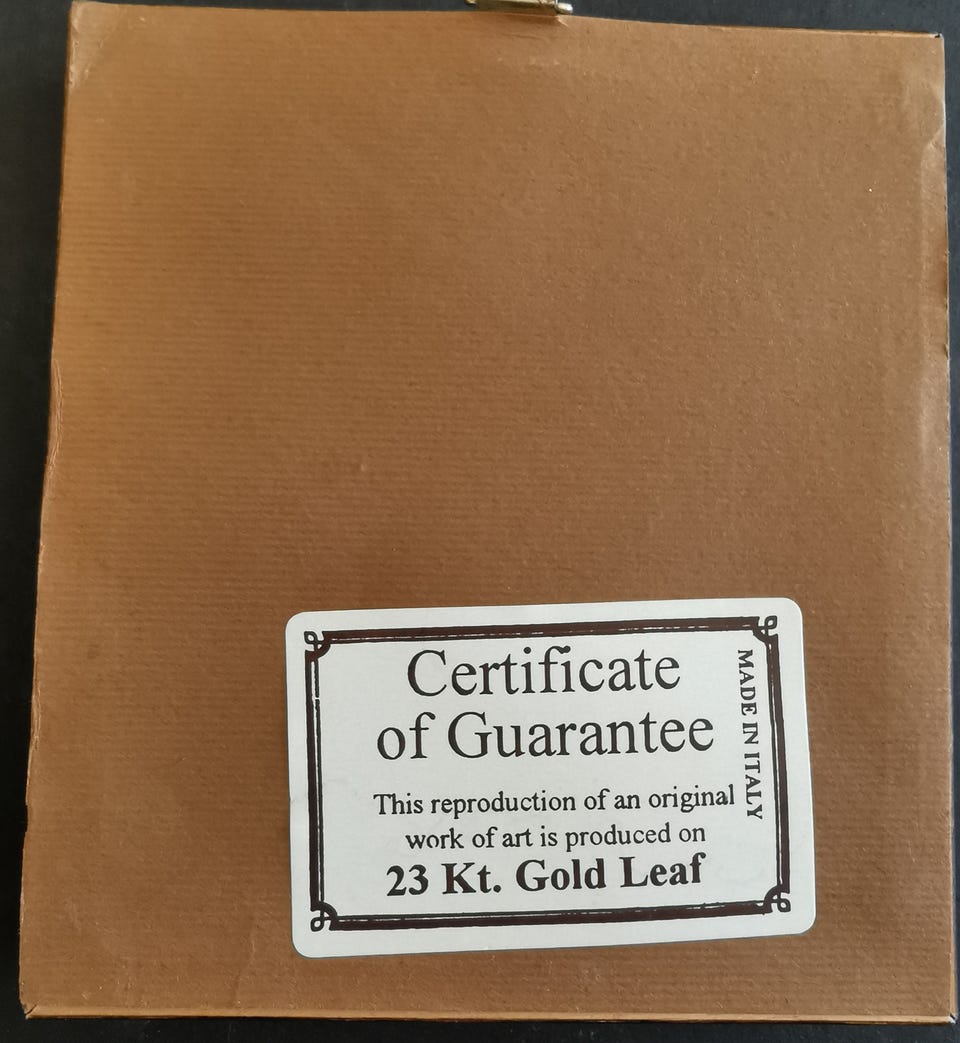 Certificate
of Guarantee
This reproduction of an original
work of art is produced on
23 Kt. Gold Leaf
MADE IN ITALY